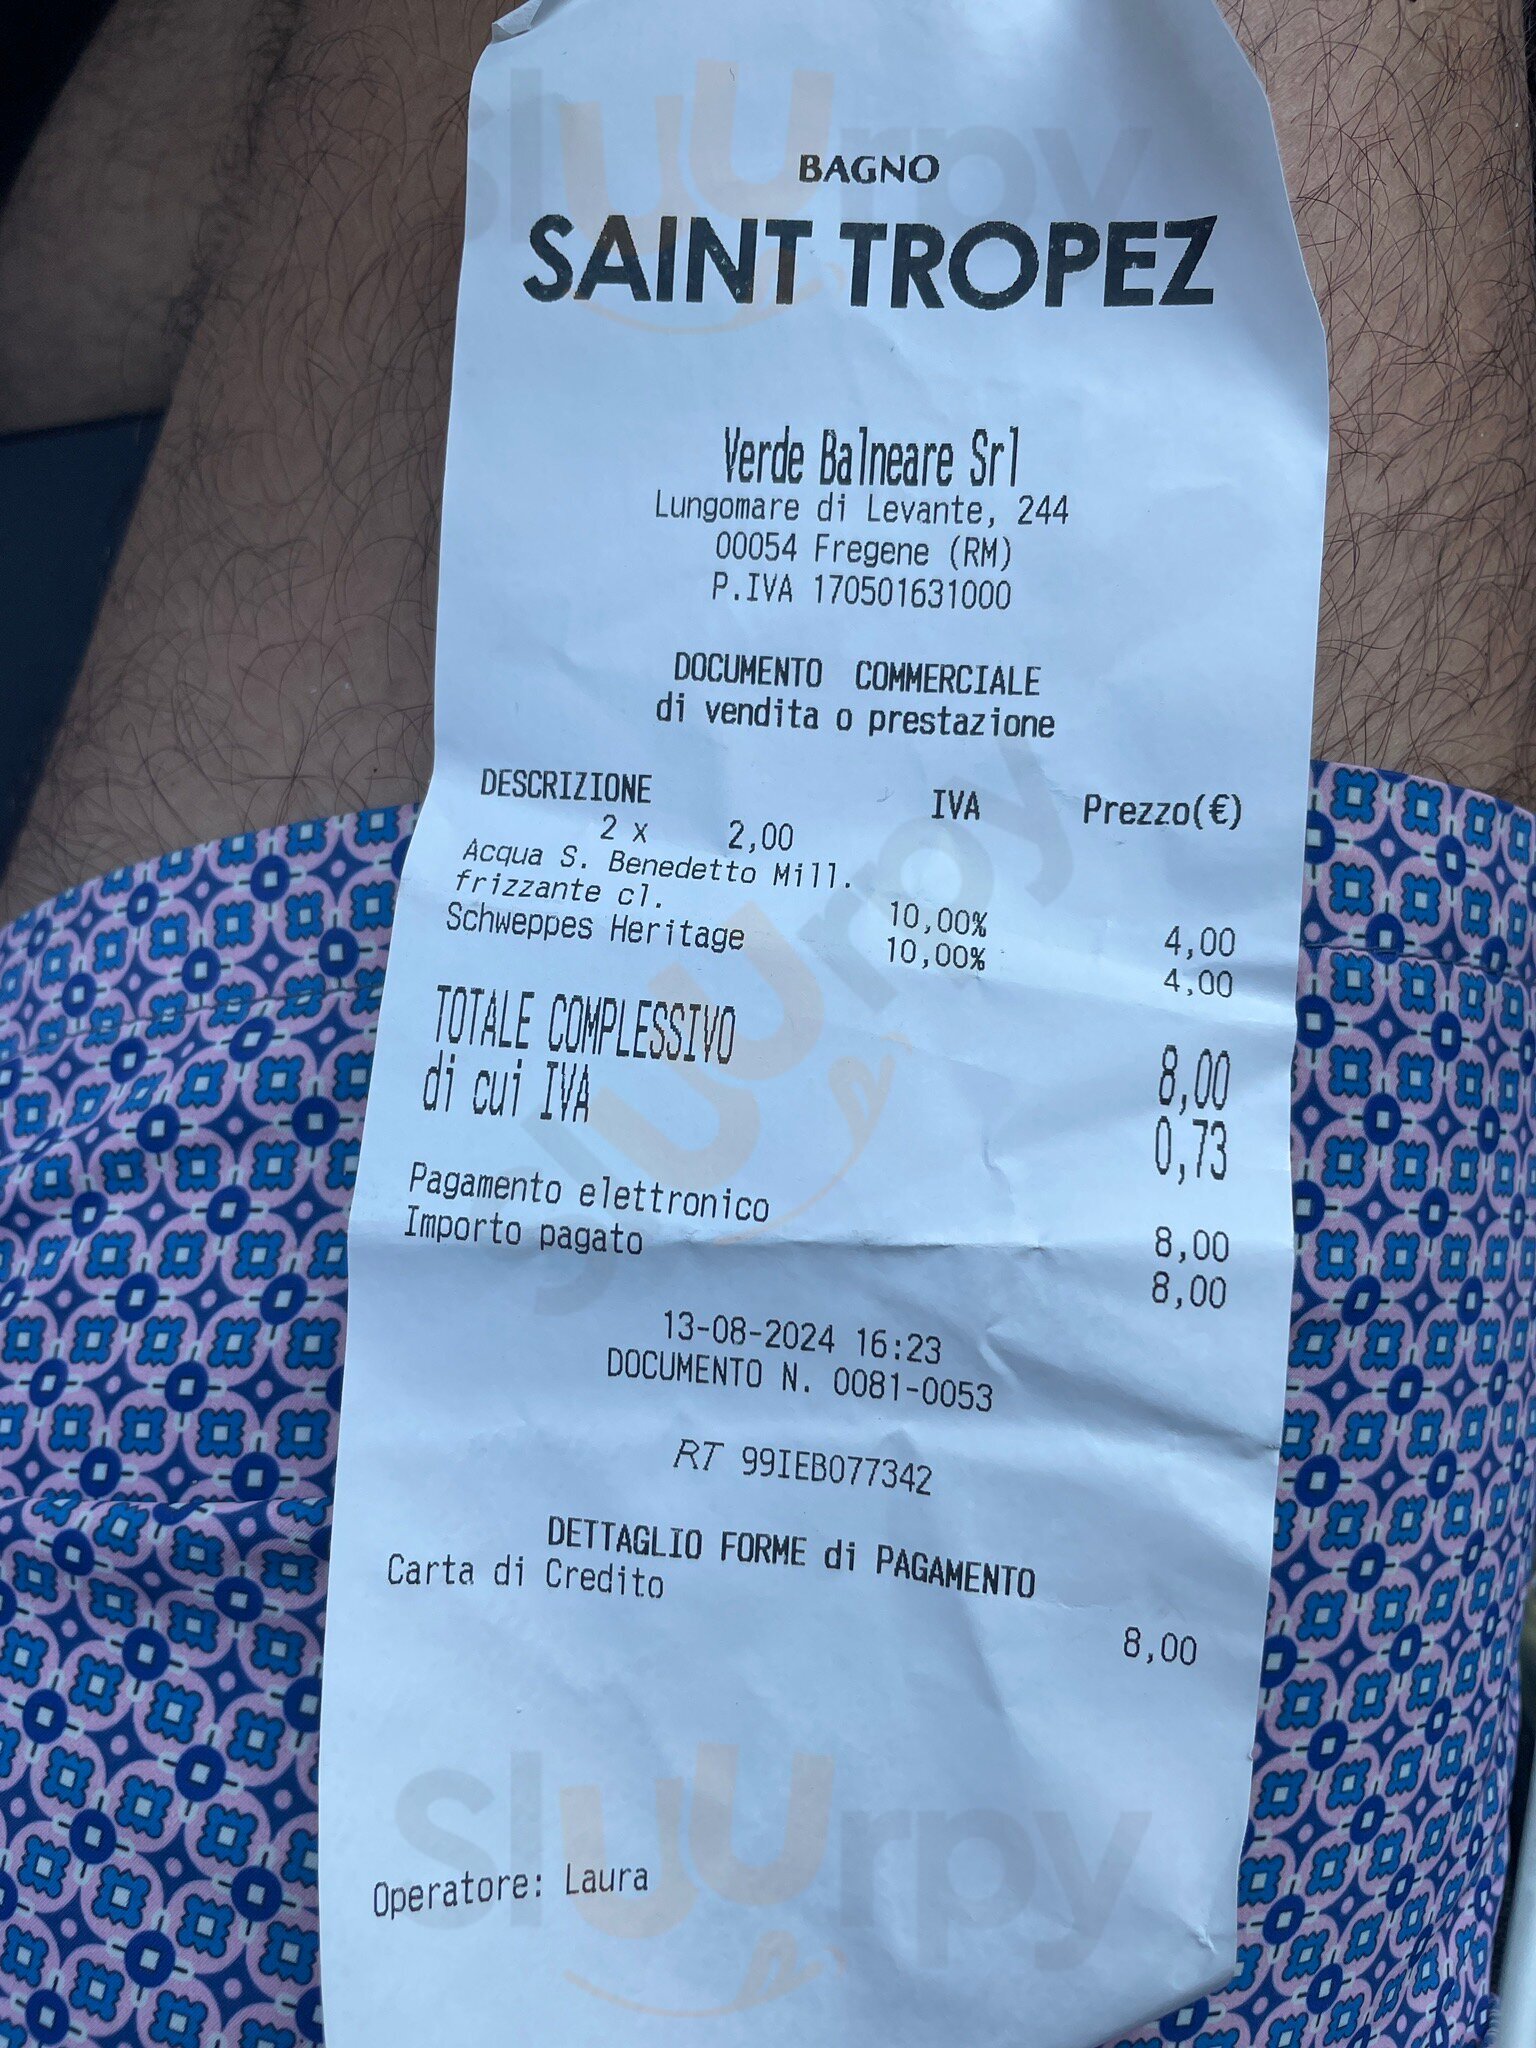 BAGNO
SAINT TROPEZ
Verde Balneare Srl
Lungomare di Levante, 244
00054 Fregene (RM)
P.IVA 170501631000
DOCUMENTO COMMERCIALE
di vendita o prestazione
DESCRIZIONE IVA Prezzo(€)
2 x 2,00
Acqua S. Benedetto Mill.
frizzante cl. 10,00% 4,00
Schweppes Heritage 10,00% 4,00
TOTALE COMPLESSIVO 8,00
di cui IVA 0,73
Pagamento elettronico 8,00
Importo pagato 8,00
13-08-2024 16:23
DOCUMENTO N. 0081-0053
RT 99IEB077342
DETTAGLIO FORME di PAGAMENTO
Carta di Credito 8,00
Operatore: Laura
sluurpy
sluurpy
sluurpy